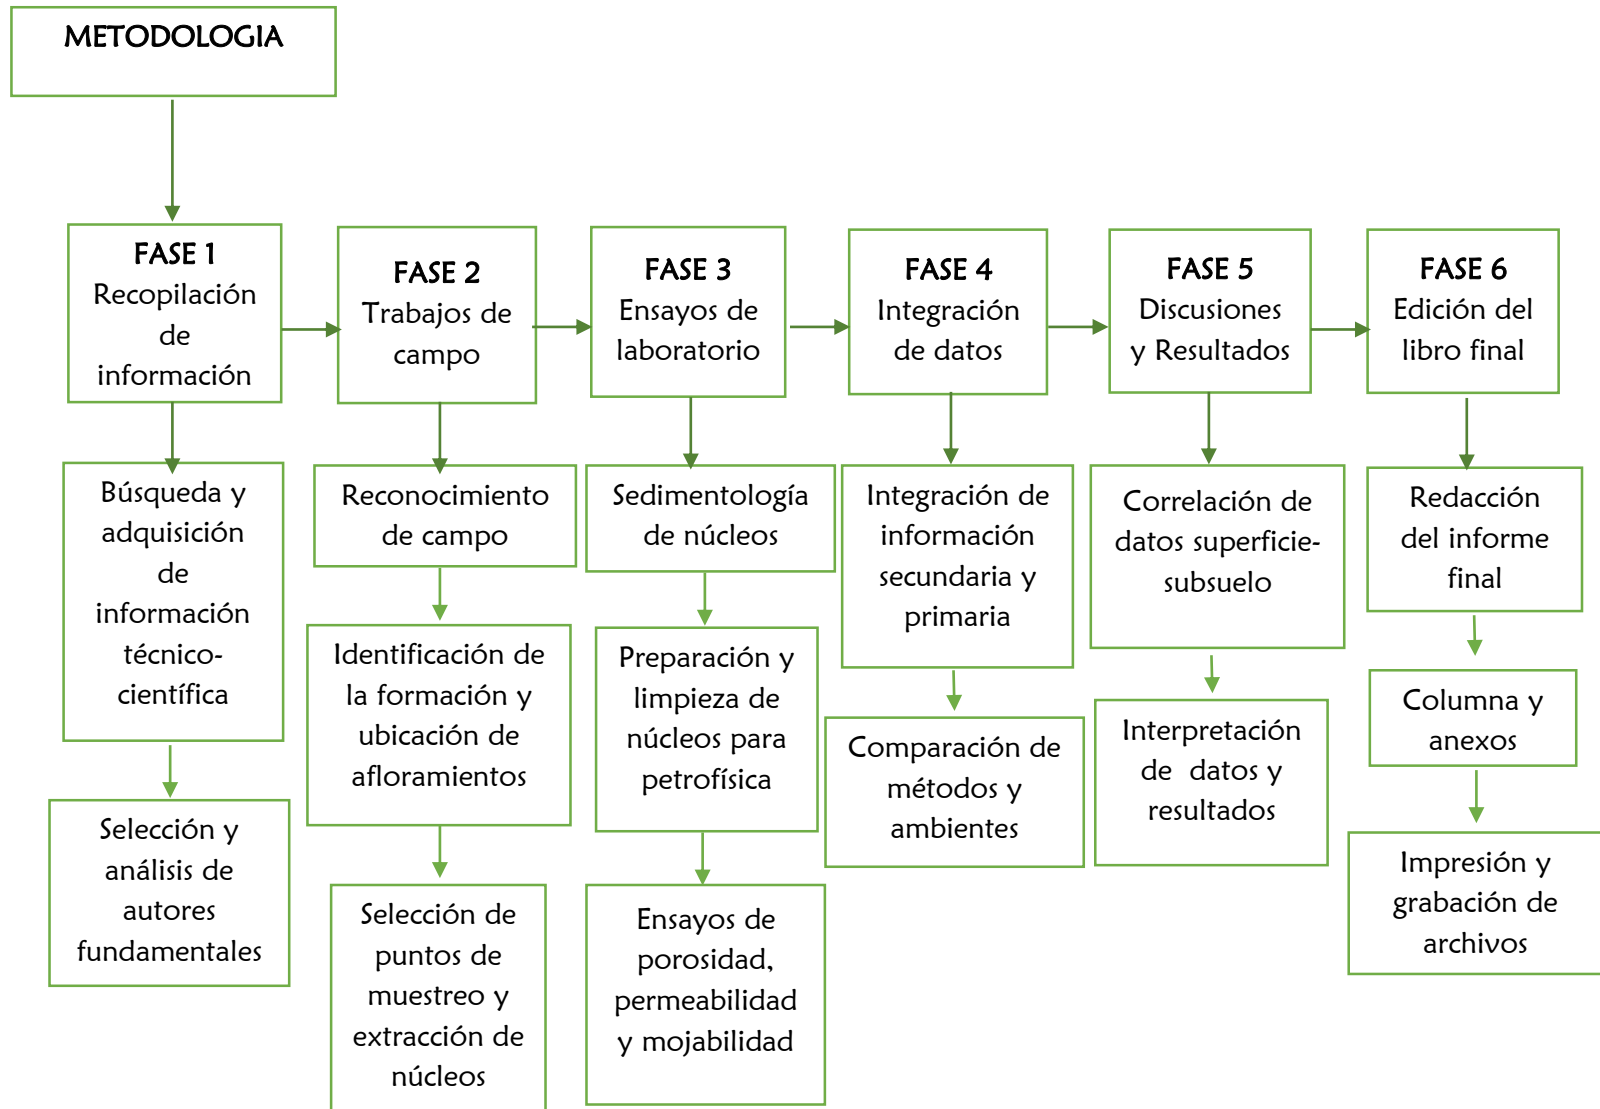 METODOLOGIA
FASE 1
Recopilación
de
información
FASE 2
Trabajos de
campo
FASE 3
Ensayos de
laboratorio
FASE 4
Integración
de datos
FASE 5
Discusiones
y Resultados
FASE 6
Edición del
libro final
Búsqueda y
adquisición
de
información
técnico-
científica
Selección y
análisis de
autores
fundamentales
Reconocimiento
de campo
Identificación de
la formación y
ubicación de
afloramientos
Selección de
puntos de
muestreo y
extracción de
núcleos
Sedimentología
de núcleos
Preparación y
limpieza de
núcleos para
petrofísica
Ensayos de
porosidad,
permeabilidad
y mojabilidad
Integración de
información
secundaria y
primaria
Comparación de
métodos y
ambientes
Correlación de
datos superficie-
subsuelo
Interpretación
de datos y
resultados
Redacción
del informe
final
Columna y
anexos
Impresión y
grabación de
archivos